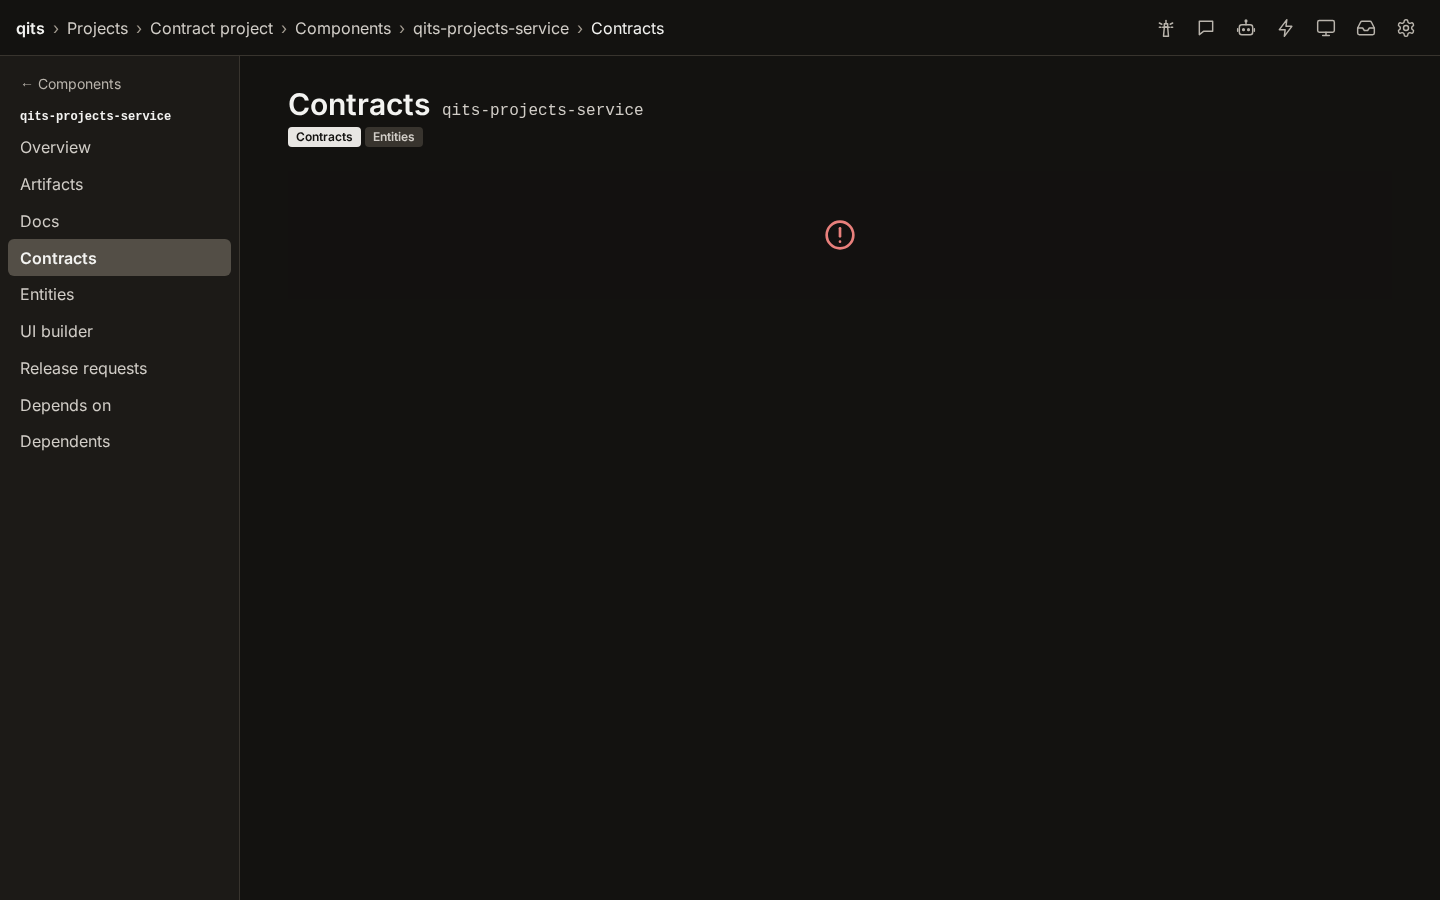 qits › Projects › Contract project › Components › qits-projects-service › Contracts
← Components
qits-projects-service
Overview
Artifacts
Docs
Contracts
Entities
UI builder
Release requests
Depends on
Dependents
Contracts qits-projects-service
Contracts Entities